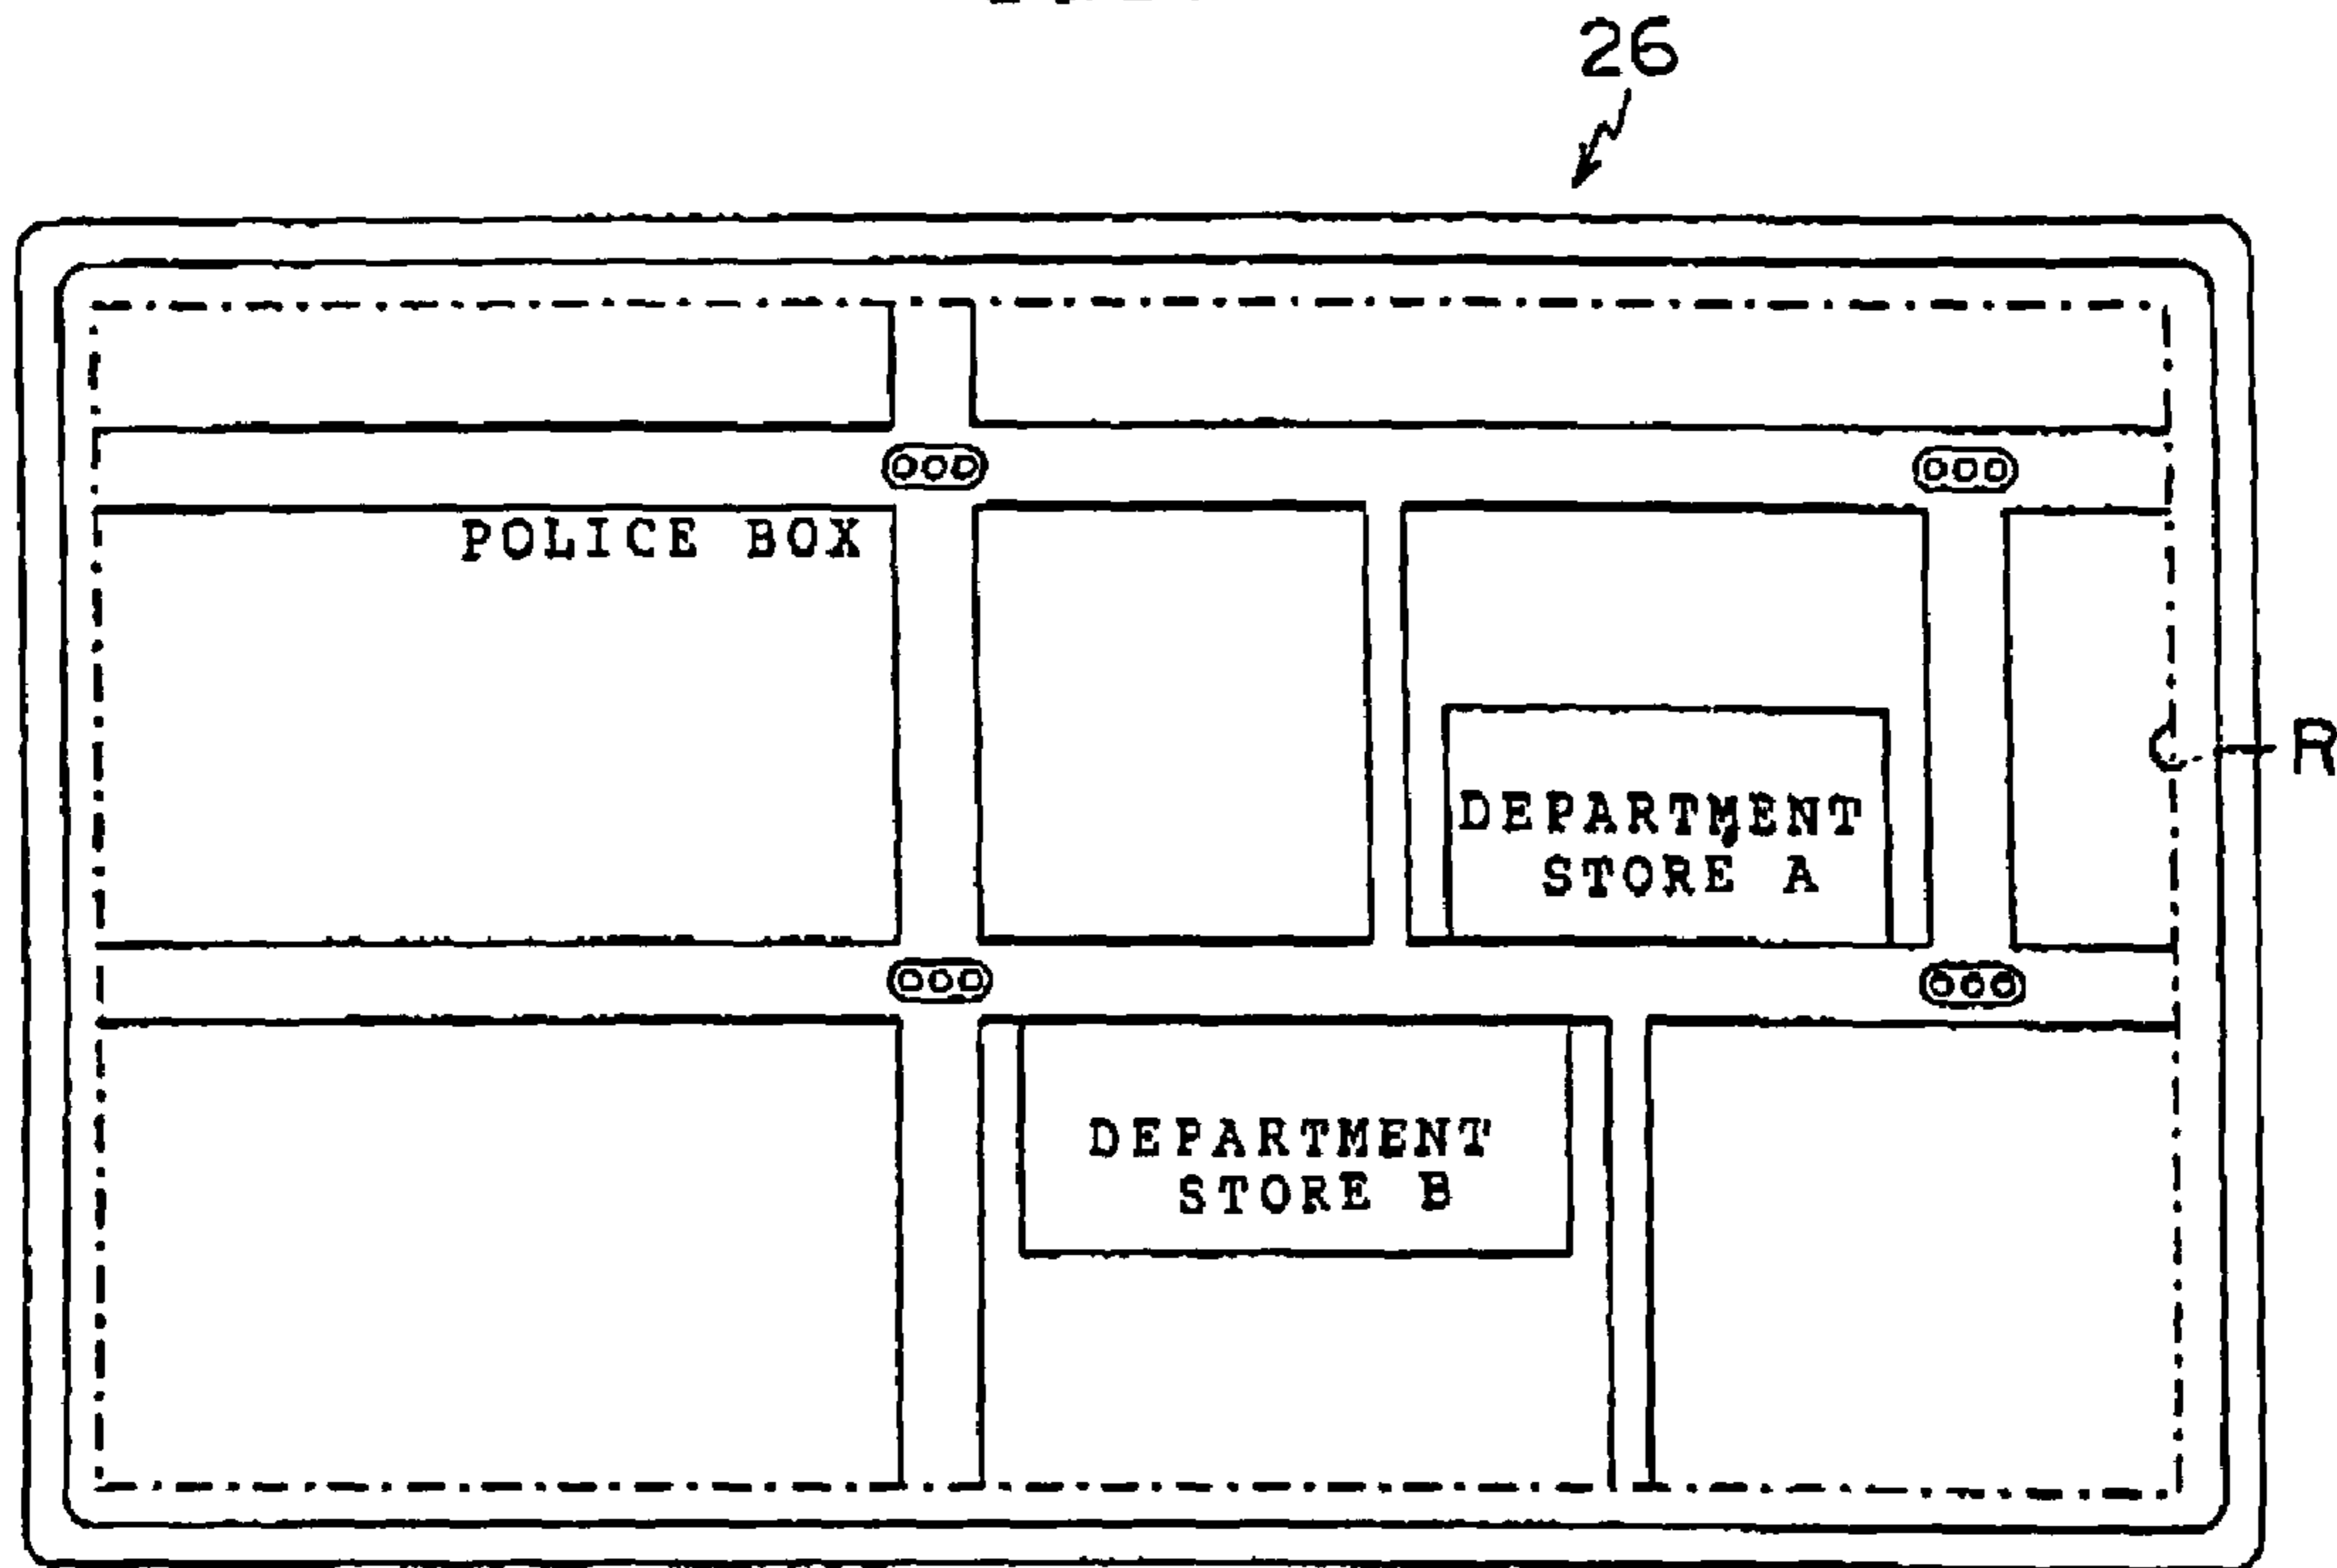 26
POLICE BOX
R
DEPARTMENT
STORE A
DEPARTMENT
STORE B